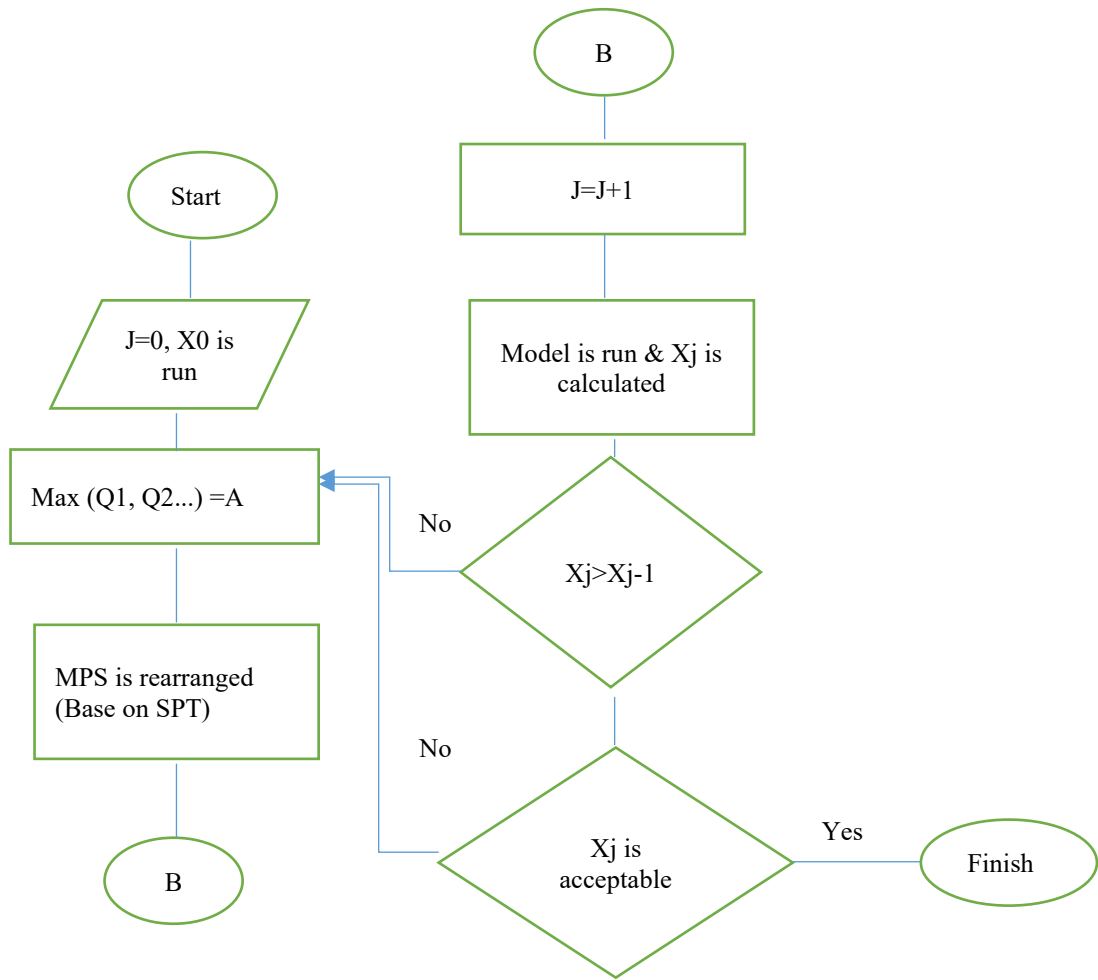 Start
J=0, X0 is
run
Max (Q1, Q2...) =A
MPS is rearranged
(Base on SPT)
B
B
J=J+1
Model is run & Xj is
calculated
Xj>Xj-1
No
Xj is
acceptable
No
Yes
Finish